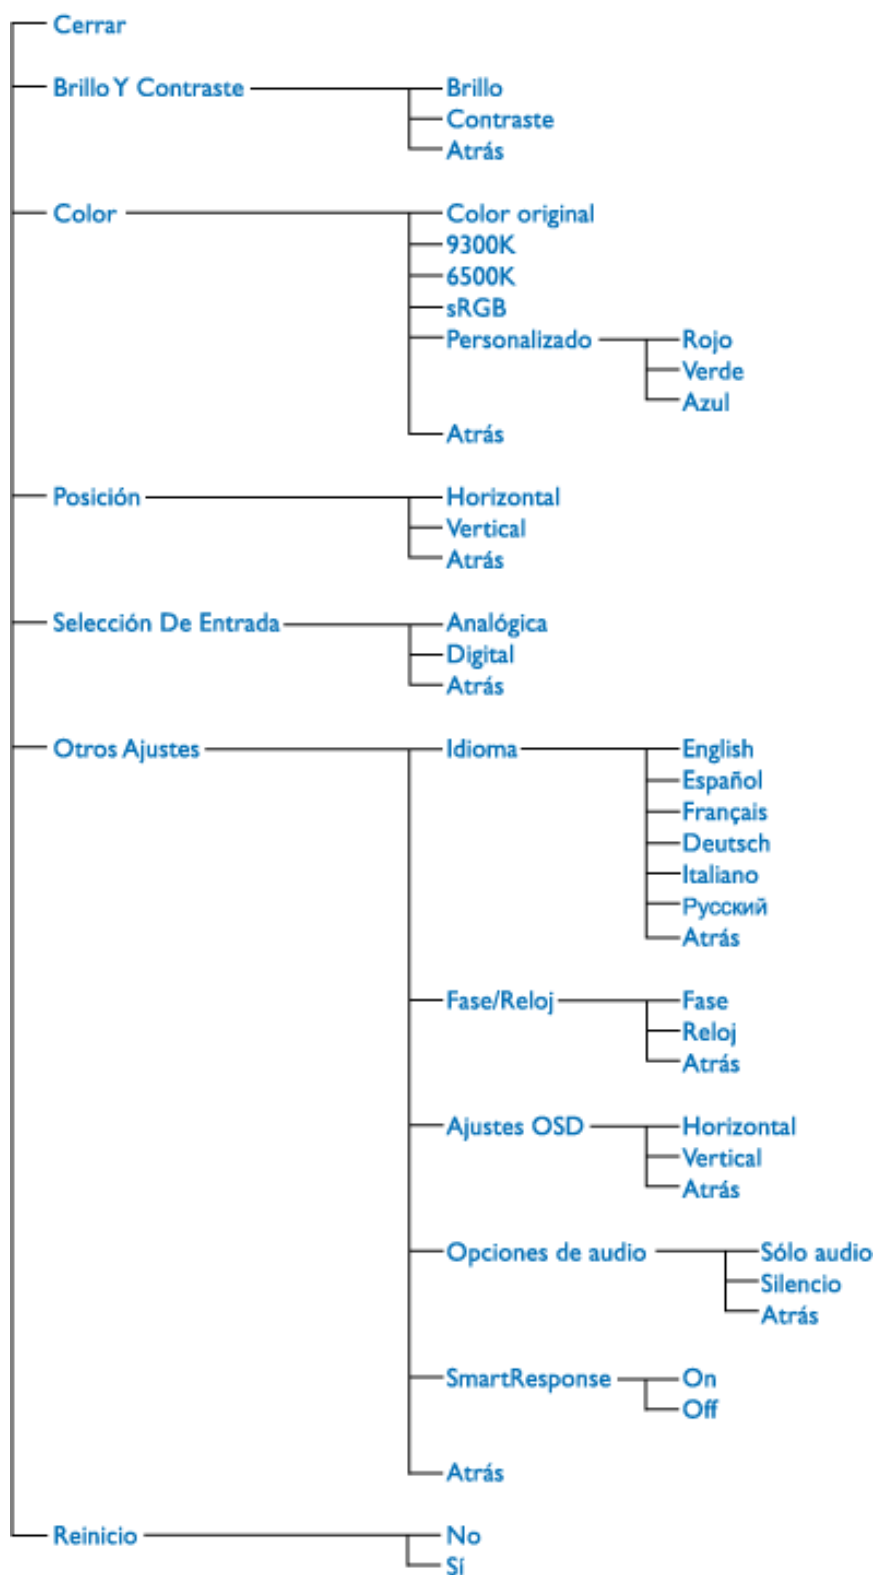 Cerrar
Brillo Y Contraste
Brillo
Contraste
Atrás
Color
Color original
9300K
6500K
sRGB
Personalizado
Rojo
Verde
Azul
Atrás
Posición
Horizontal
Vertical
Atrás
Selección De Entrada
Analógica
Digital
Atrás
Otros Ajustes
Idioma
English
Español
Français
Deutsch
Italiano
Русский
Atrás
Fase/Reloj
Fase
Reloj
Atrás
Ajustes OSD
Horizontal
Vertical
Atrás
Opciones de audio
Sólo audio
Silencio
Atrás
SmartResponse
On
Off
Atrás
Reinicio
No
Sí